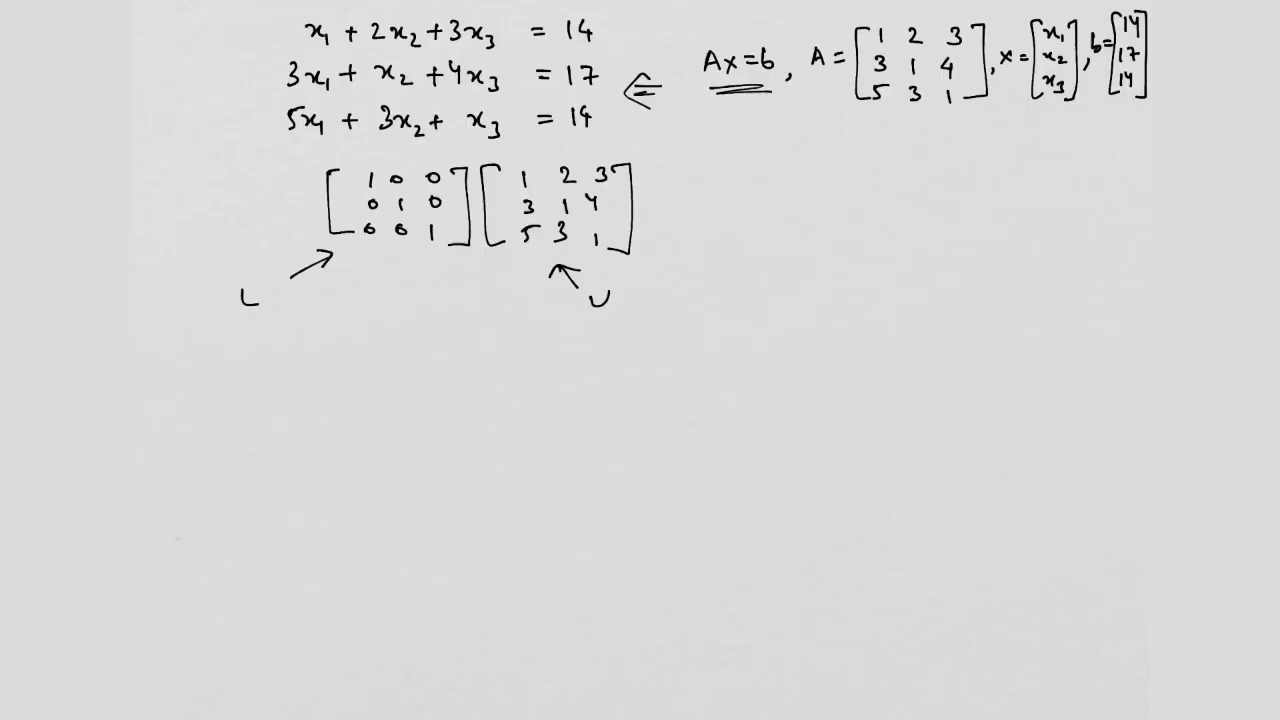 x₁ + 2x₂ + 3x₃ = 14
3x₁ + x₂ + 4x₃ = 17
5x₁ + 3x₂ + x₃ = 14
⇐ Ax = b, A = [1 2 3; 3 1 4; 5 3 1], x = [x₁; x₂; x₃], b = [14; 17; 14]
[1 0 0] [1 2 3]
[0 1 0] [3 1 4]
[0 0 1] [5 3 1]
L U